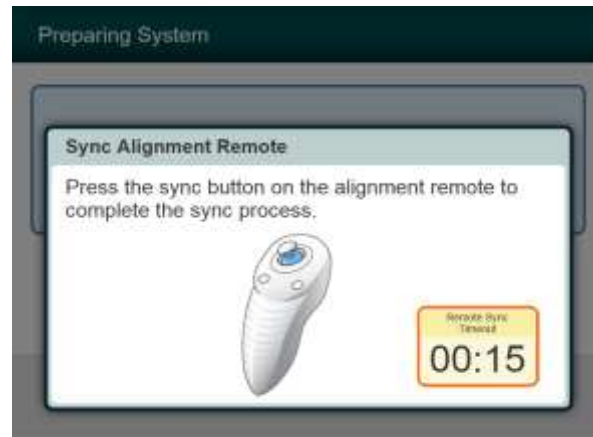 Preparing System
Sync Alignment Remote
Press the sync button on the alignment remote to
complete the sync process.
Remote Sync
Timeout
00:15